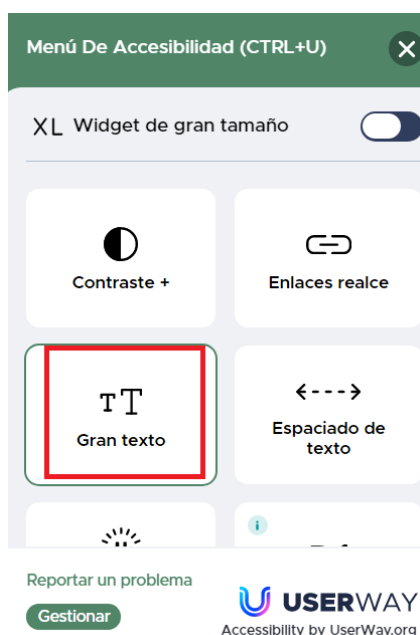 Menú De Accesibilidad (CTRL+U)
XL Widget de gran tamaño
Contraste +
Enlaces realce
TT
Gran texto
Espaciado de
texto
i
Reportar un problema
Gestionar
USERWAY
Accessibility by UserWay.org